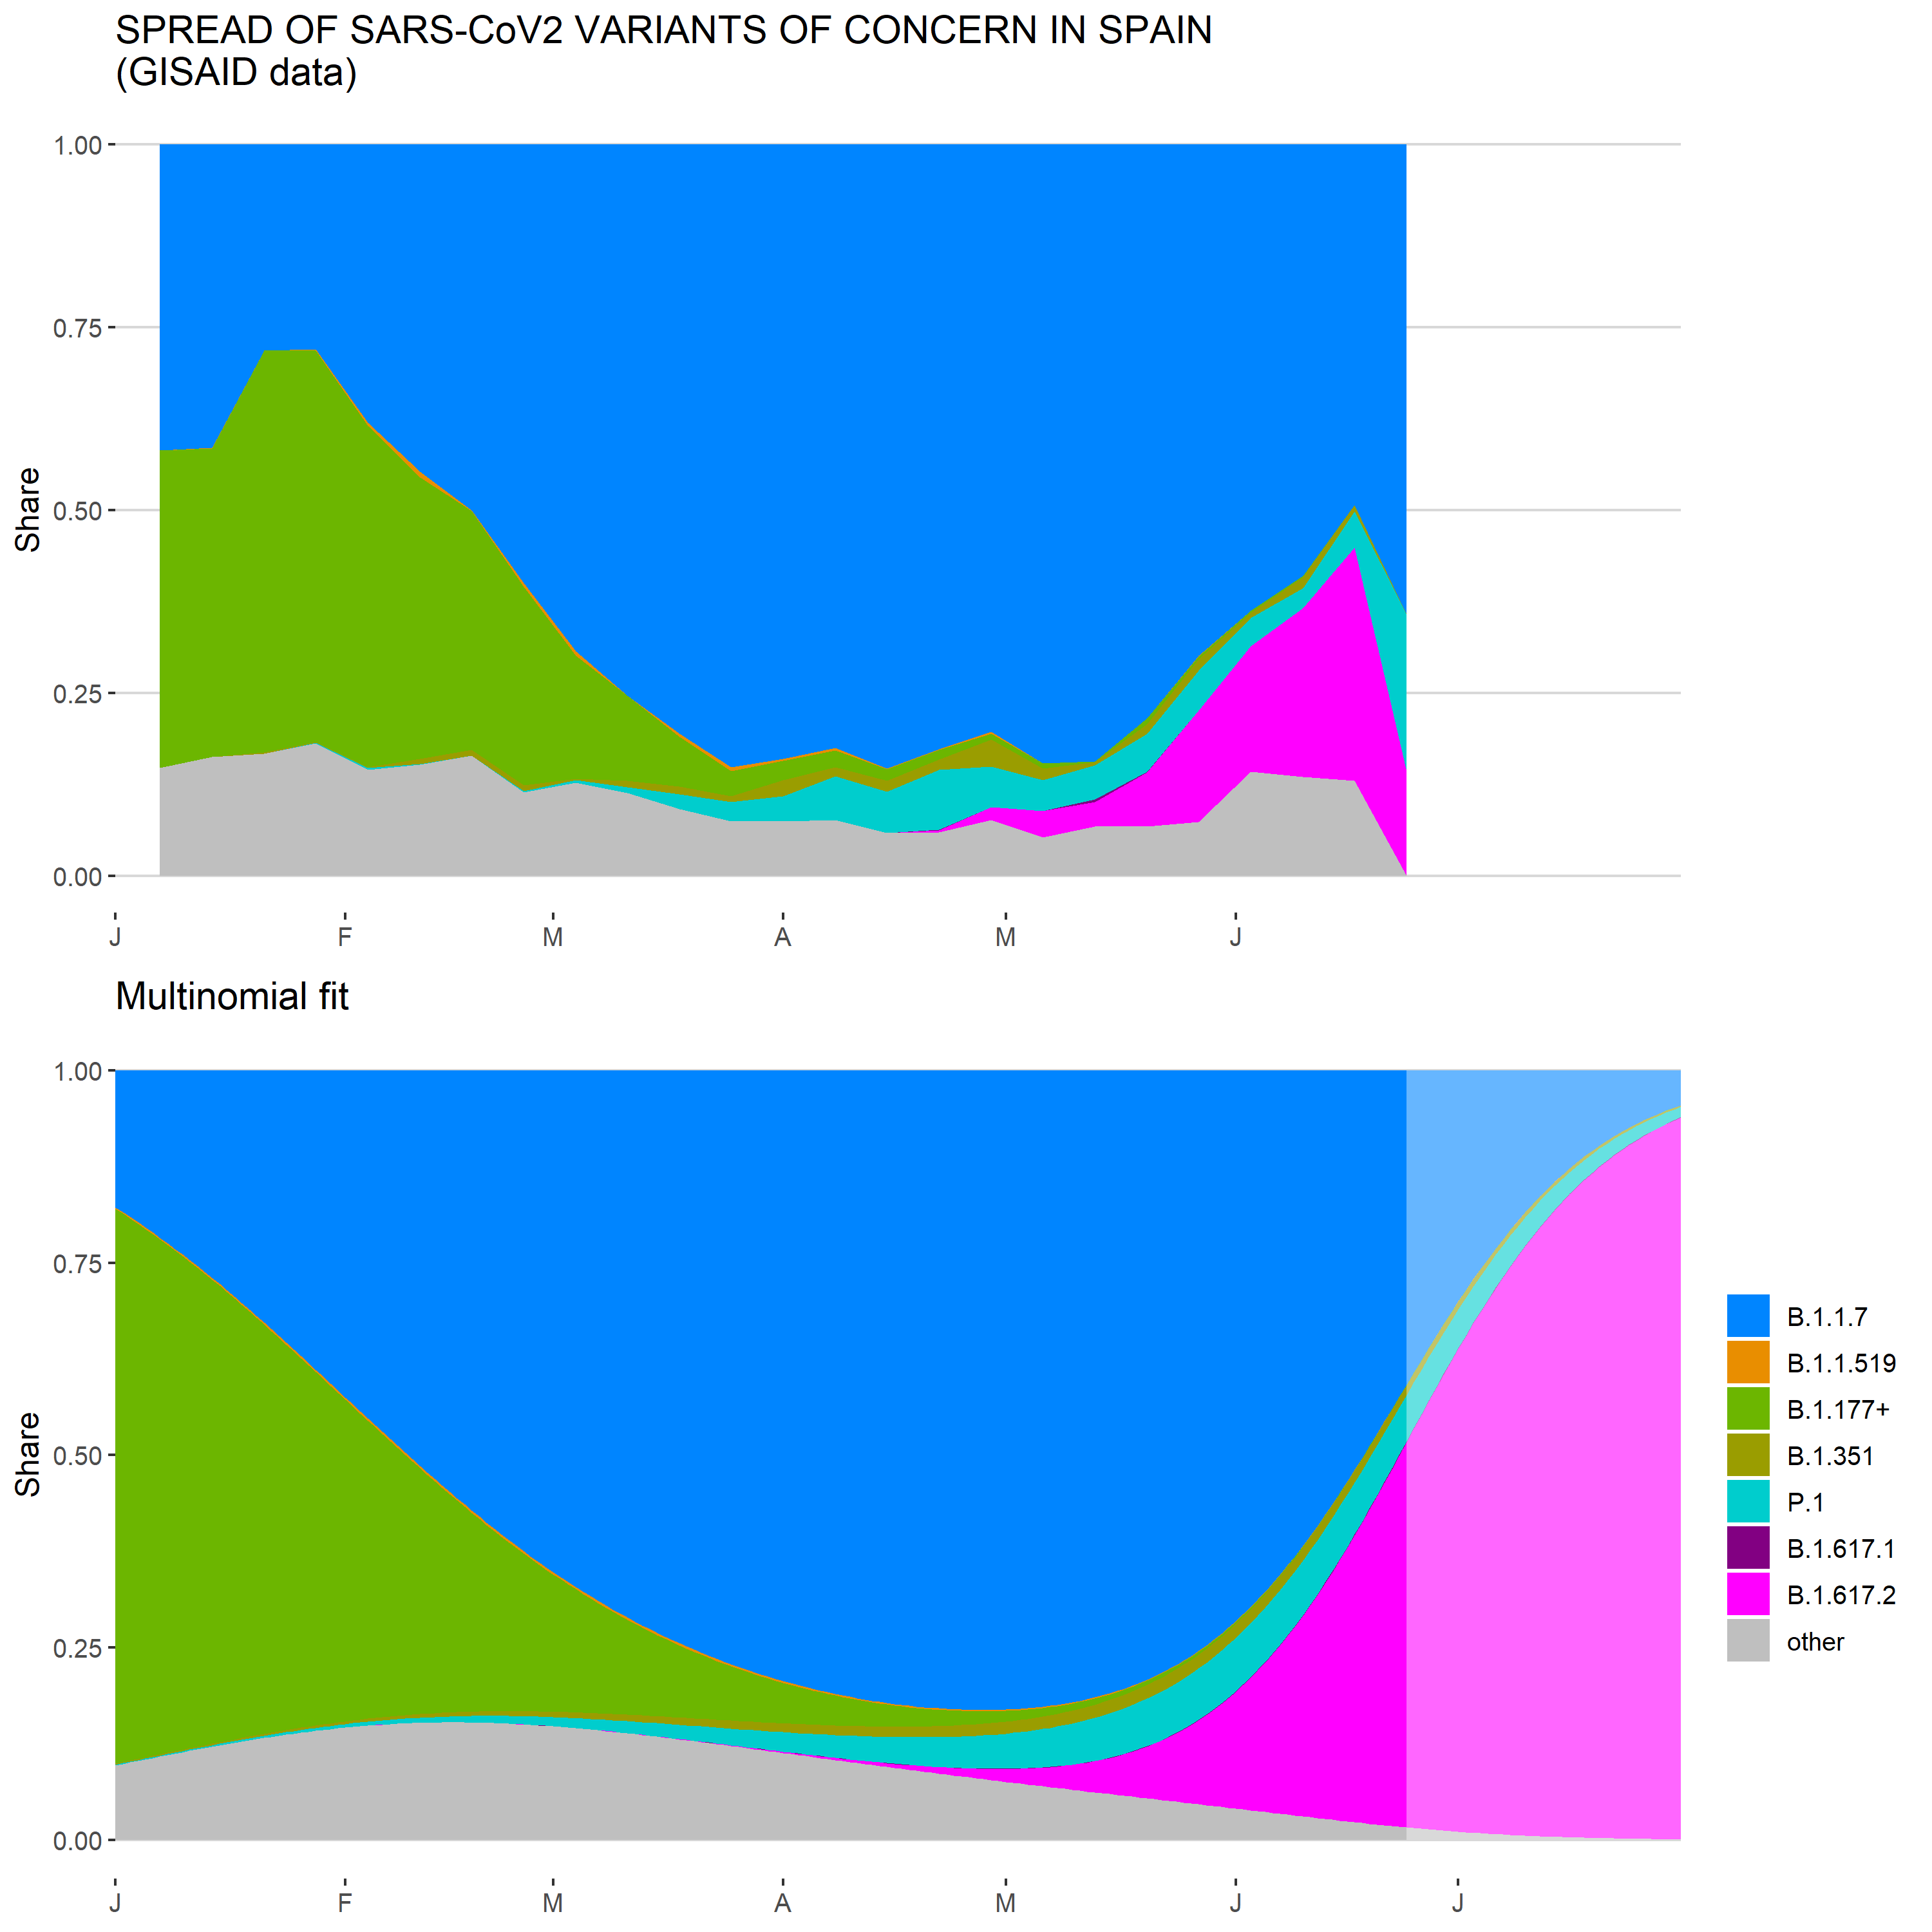 SPREAD OF SARS-CoV2 VARIANTS OF CONCERN IN SPAIN
(GISAID data)
1.00
0.75
0.50
0.25
0.00
Share
J F M A M J
Multinomial fit
1.00
0.75
0.50
0.25
0.00
Share
J F M A M J J
B.1.1.7
B.1.1.519
B.1.177+
B.1.351
P.1
B.1.617.1
B.1.617.2
other